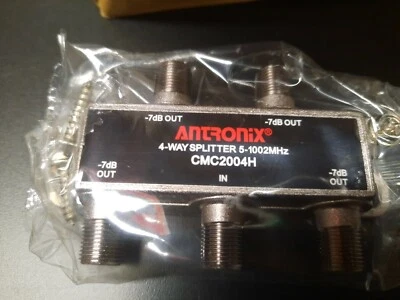 -7dB OUT
-7dB OUT
ANTRONIX®
4-WAY SPLITTER 5-1002MHz
CMC2004H
-7dB
OUT
IN
-7dB
OUT